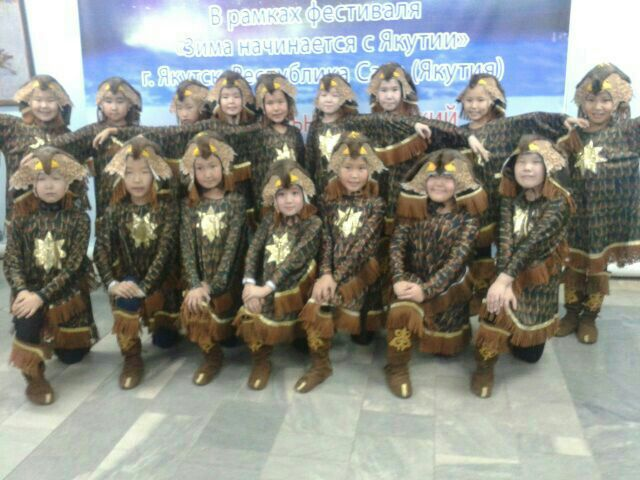 В рамках фестиваля
«Зима начинается с Якутии»
г. Якутск, Республика Саха (Якутия)